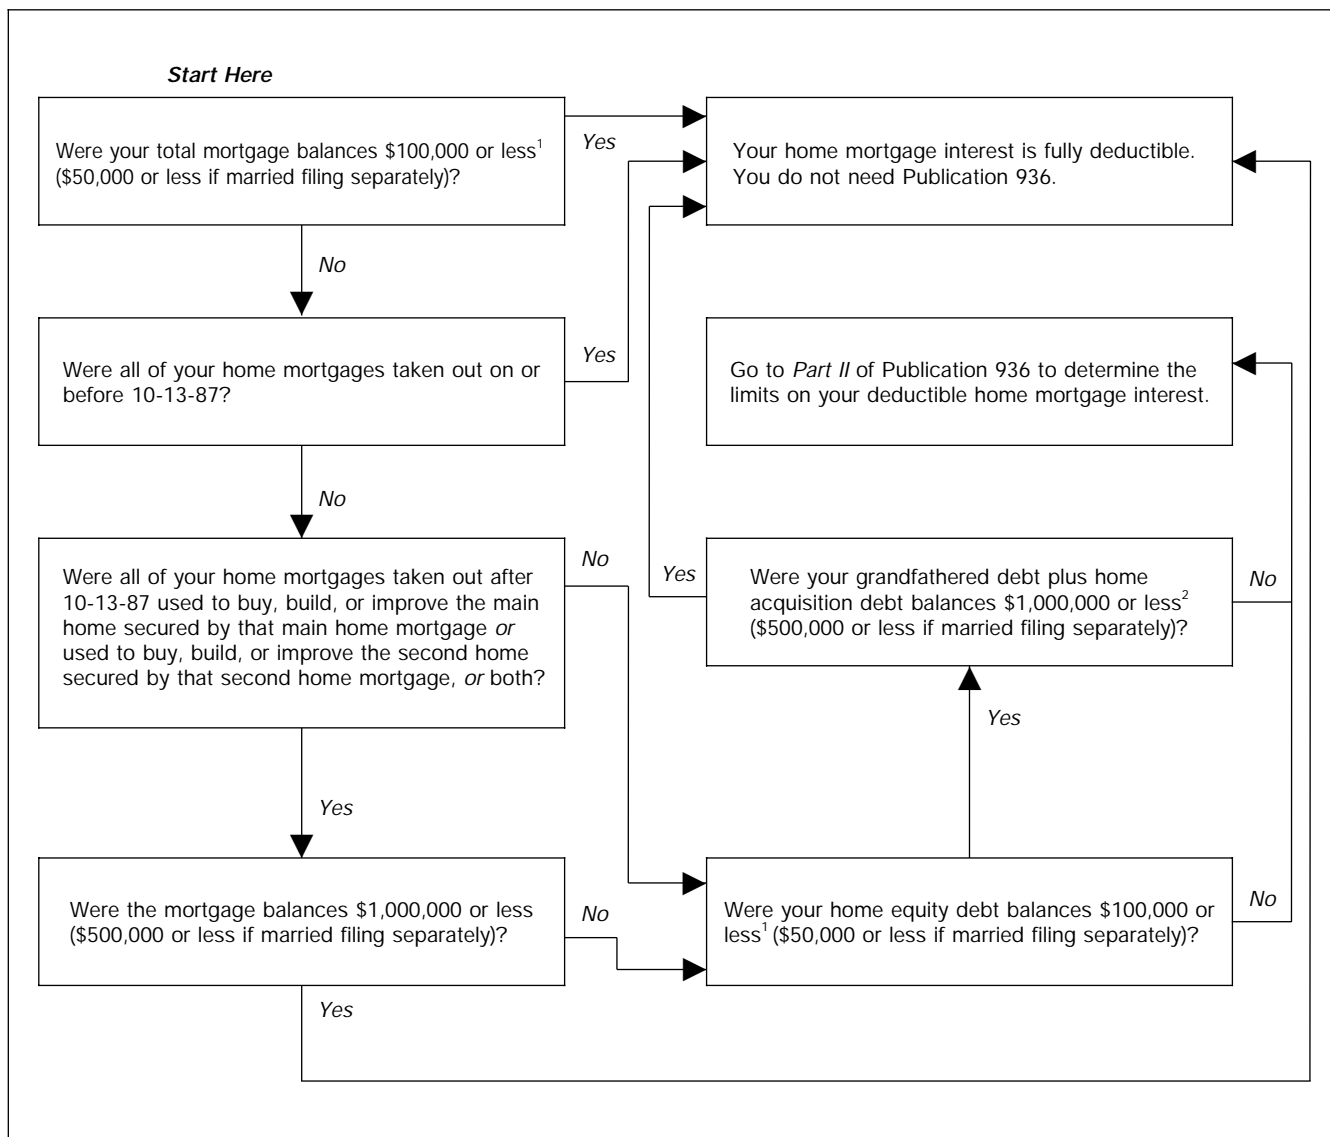 Start Here
Were your total mortgage balances $100,000 or less1
($50,000 or less if married filing separately)?
Yes
Your home mortgage interest is fully deductible.
You do not need Publication 936.
No
Were all of your home mortgages taken out on or
before 10-13-87?
Yes
Go to Part II of Publication 936 to determine the
limits on your deductible home mortgage interest.
No
Were all of your home mortgages taken out after
10-13-87 used to buy, build, or improve the main
home secured by that main home mortgage or
used to buy, build, or improve the second home
secured by that second home mortgage, or both?
No
Yes
Were your grandfathered debt plus home
acquisition debt balances $1,000,000 or less2
($500,000 or less if married filing separately)?
No
Yes
Yes
Were the mortgage balances $1,000,000 or less
($500,000 or less if married filing separately)?
No
Were your home equity debt balances $100,000 or
less1 ($50,000 or less if married filing separately)?
No
Yes